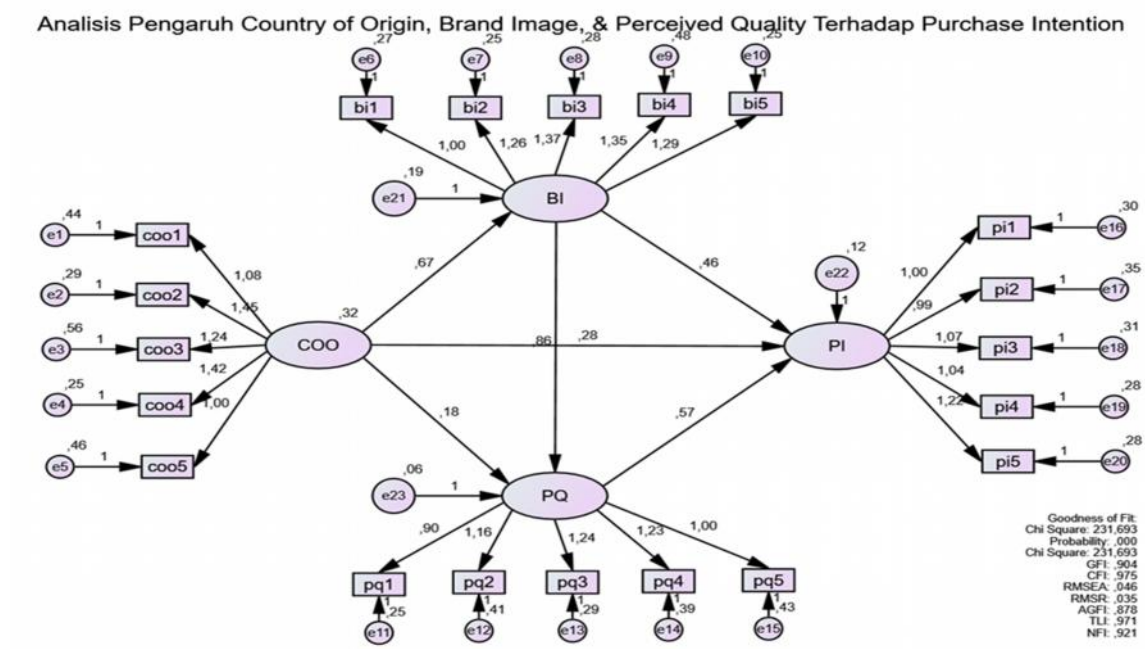 Analisis Pengaruh Country of Origin, Brand Image, & Perceived Quality Terhadap Purchase Intention
,27 ,25 ,28 ,48 ,25
e6 e7 e8 e9 e10
1 1 1 1 1
bi1 bi2 bi3 bi4 bi5
1,00 1,26 1,37 1,35 1,29
,19
e21 1 BI
,44
e1 1 coo1
,29
e2 1 coo2
,56
e3 1 coo3
,25
e4 1 coo4
,46
e5 1 coo5
1,08
1,45
1,24
1,42
1,00
,32
COO
,67
,46
,86 ,28
,18
,57
,12
e22
1
PI
1,00
,99
1,07
1,04
1,22
,30
pi1 1 e16
,35
pi2 1 e17
,31
pi3 1 e18
,28
pi4 1 e19
,28
pi5 1 e20
,06
e23 1 PQ
,90 1,16 1,24 1,23 1,00
pq1 pq2 pq3 pq4 pq5
1 1 1 1 1
,25 ,41 ,29 ,39 ,43
e11 e12 e13 e14 e15
Goodness of Fit:
Chi Square: 231,693
Probability: ,000
Chi Square: 231,693
GFI: ,904
CFI: ,975
RMSEA: ,046
RMSR: ,035
AGFI: ,878
TLI: ,971
NFI: ,921